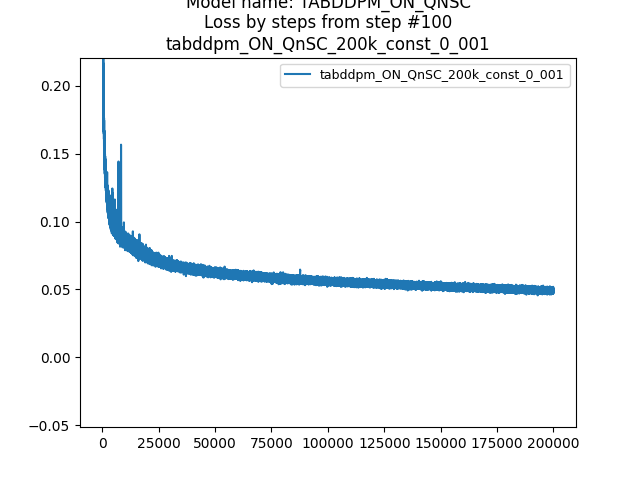 Model name: TABDDPM_ON_QNSC
Loss by steps from step #100
tabddpm_ON_QnSC_200k_const_0_001
tabddpm_ON_QnSC_200k_const_0_001
0.20
0.15
0.10
0.05
0.00
−0.05
0 25000 50000 75000 100000 125000 150000 175000 200000